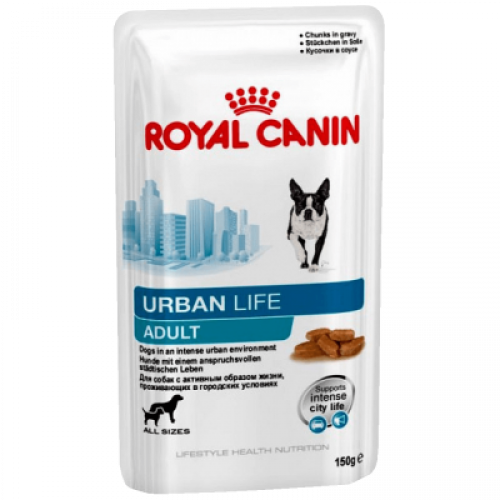 Chunks in gravy
Stückchen in Soße
Кусочки в соусе
ROYAL CANIN
URBAN LIFE
ADULT
Dogs in an intense urban environment
Hunde mit einem anspruchsvollen
städtischen Leben
Для собак с активным образом жизни,
проживающих в городских условиях
Supports
intense
city life
ALL SIZES
LIFESTYLE HEALTH NUTRITION
150g e